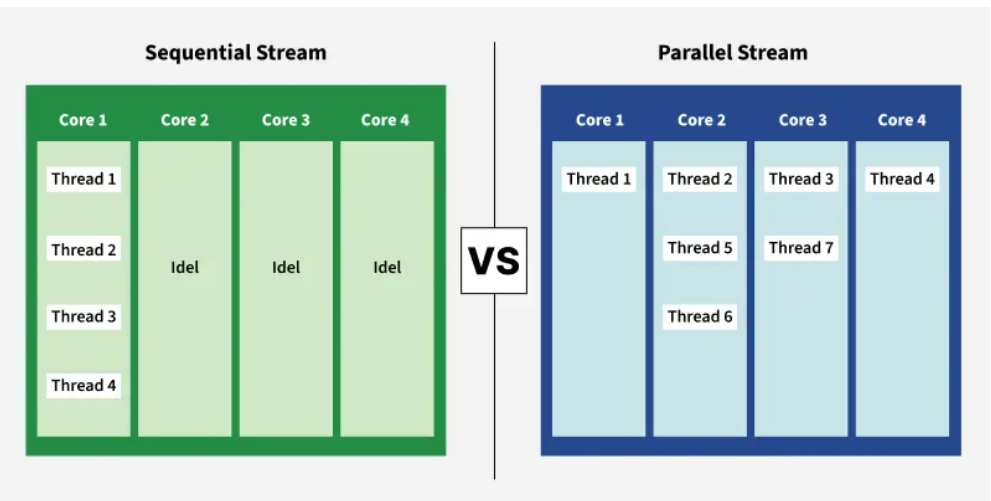 Sequential Stream
Core 1 Core 2 Core 3 Core 4
Thread 1
Thread 2
Idel Idel Idel
Thread 3
Thread 4
VS
Parallel Stream
Core 1 Core 2 Core 3 Core 4
Thread 1 Thread 2 Thread 3 Thread 4
Thread 5 Thread 7
Thread 6